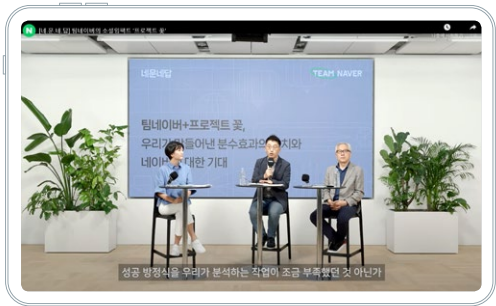 [네.문.네.답] 팀네이버의 소셜임팩트 '프로젝트 꽃'
네문네답
TEAM NAVER
팀네이버+프로젝트 꽃,
우리가 만들어낸 분수효과의
네이버 대한 기대
성공 방정식을 우리가 분석하는 작업이 조금 부족했던 것 아닌가